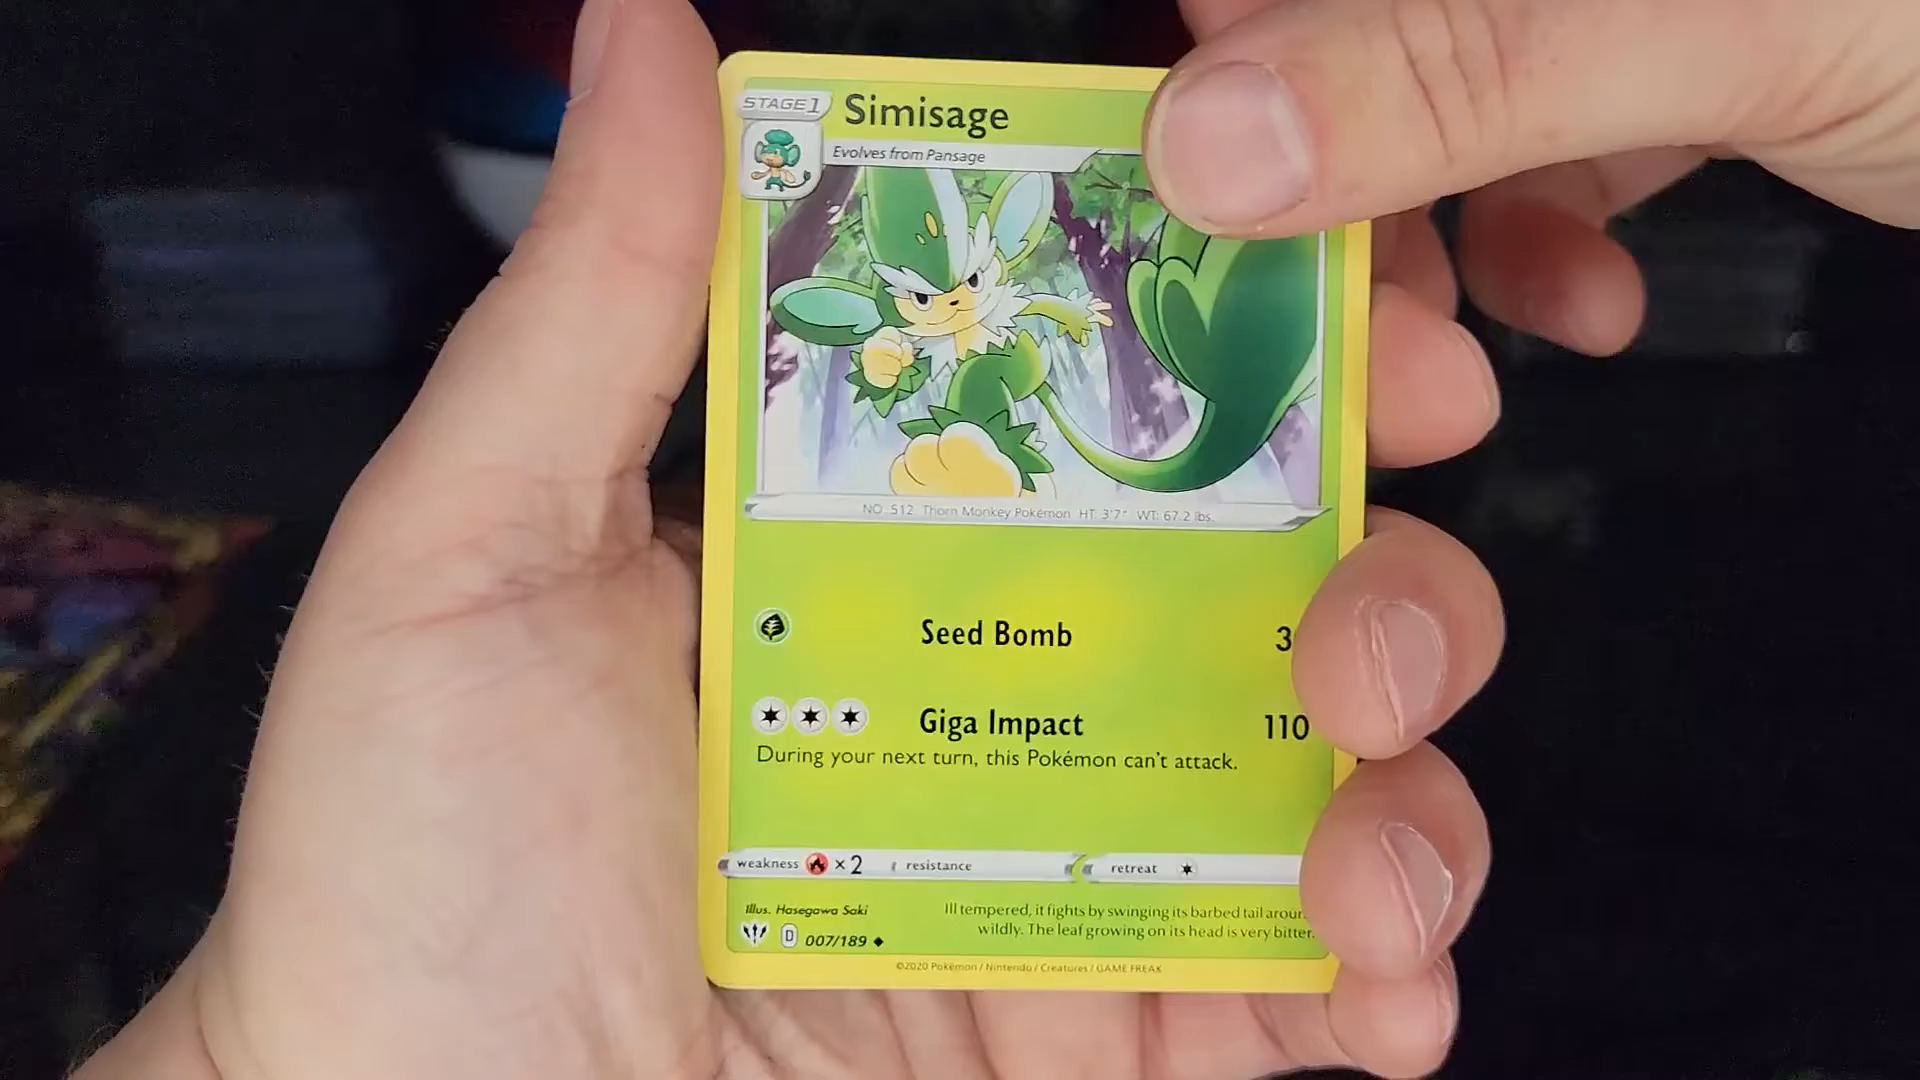 STAGE 1
Simisage
Evolves from Pansage
NO. 512 Thorn Monkey Pokémon HT: 3'7" WT: 67.2 lbs.
Seed Bomb 3
Giga Impact 110
During your next turn, this Pokémon can't attack.
weakness ×2 resistance retreat
Illus. Hasegawa Saki
Ill tempered, it fights by swinging its barbed tail
wildly. The leaf growing on its head is very bitter.
D 007/189
©2020 Pokémon / Nintendo / Creatures / GAME FREAK